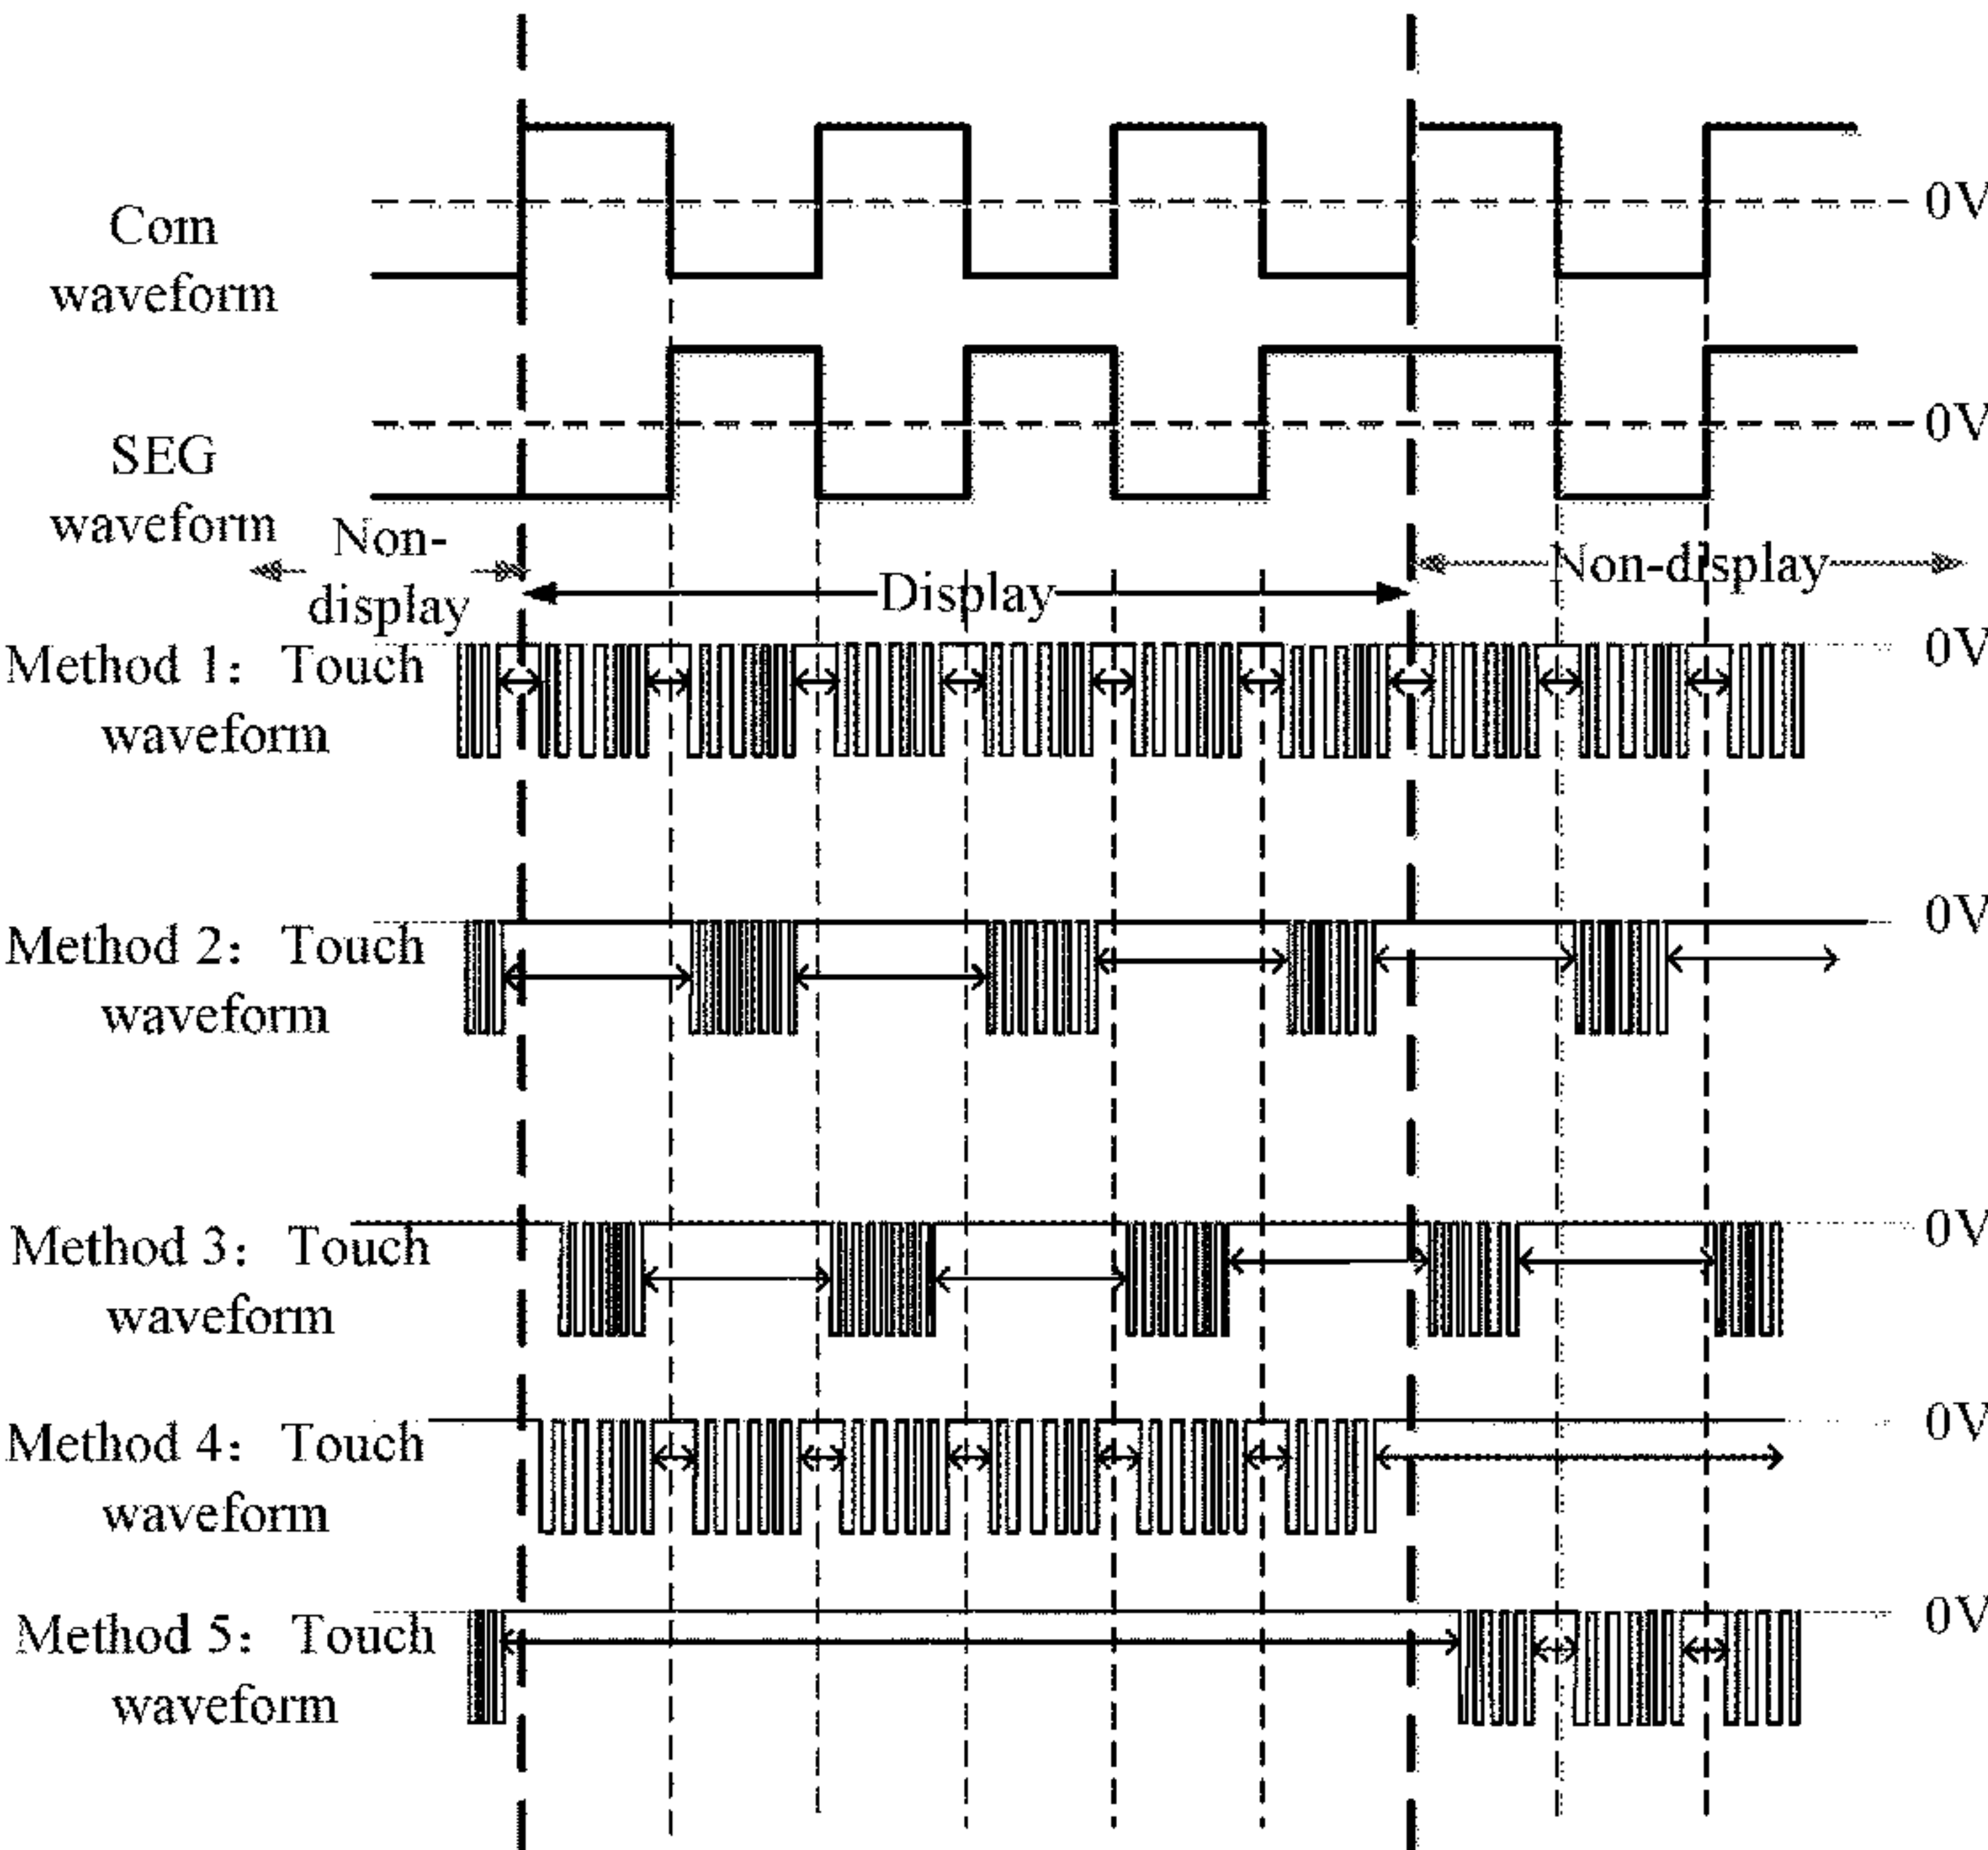 0V
Com
waveform
0V
SEG
waveform
Non-
display
Display
Non-display
0V
Method 1: Touch
waveform
0V
Method 2: Touch
waveform
0V
Method 3: Touch
waveform
0V
Method 4: Touch
waveform
0V
Method 5: Touch
waveform